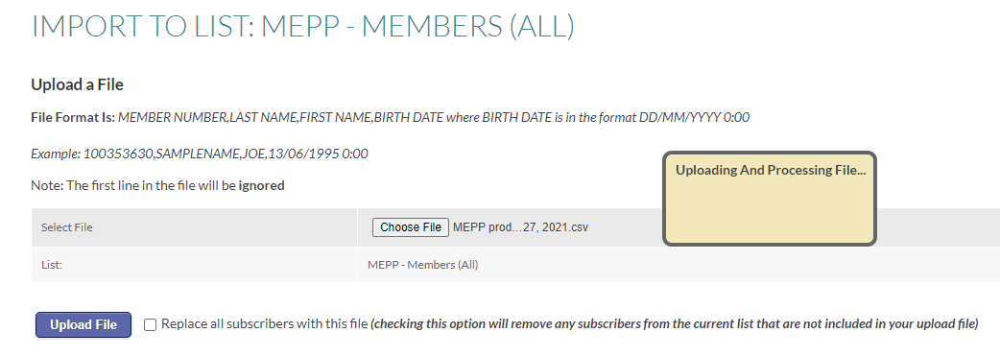 IMPORT TO LIST: MEPP - MEMBERS (ALL)
Upload a File
File Format Is: MEMBER NUMBER,LAST NAME,FIRST NAME,BIRTH DATE where BIRTH DATE is in the format DD/MM/YYYY 0:00
Example: 100353630,SAMPLENAME,JOE,13/06/1995 0:00
Uploading And Processing File...
Note: The first line in the file will be ignored
Select File Choose File MEPP prod...27, 2021.csv
List: MEPP - Members (All)
Upload File Replace all subscribers with this file (checking this option will remove any subscribers from the current list that are not included in your upload file)